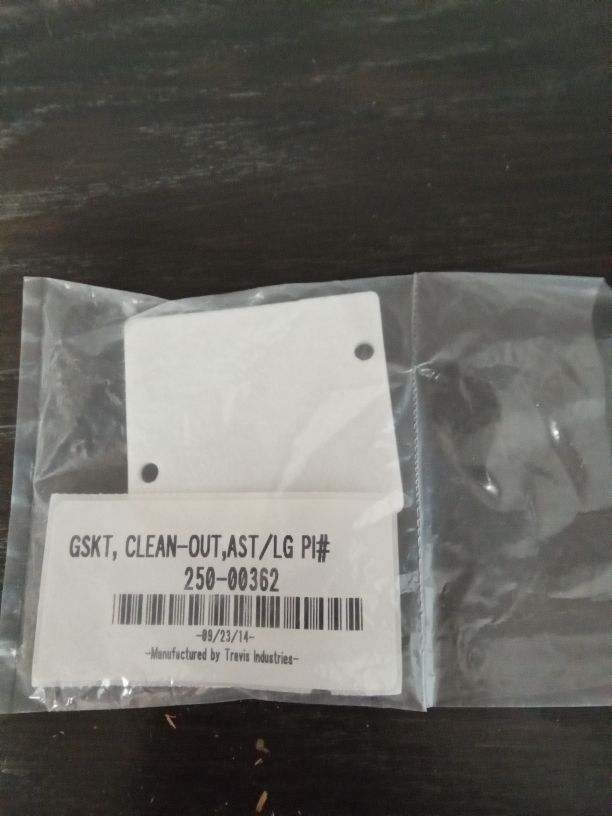 GSKT, CLEAN-OUT,AST/LG PI#
250-00362
-09/23/14-
-Manufactured by Travis Industries-